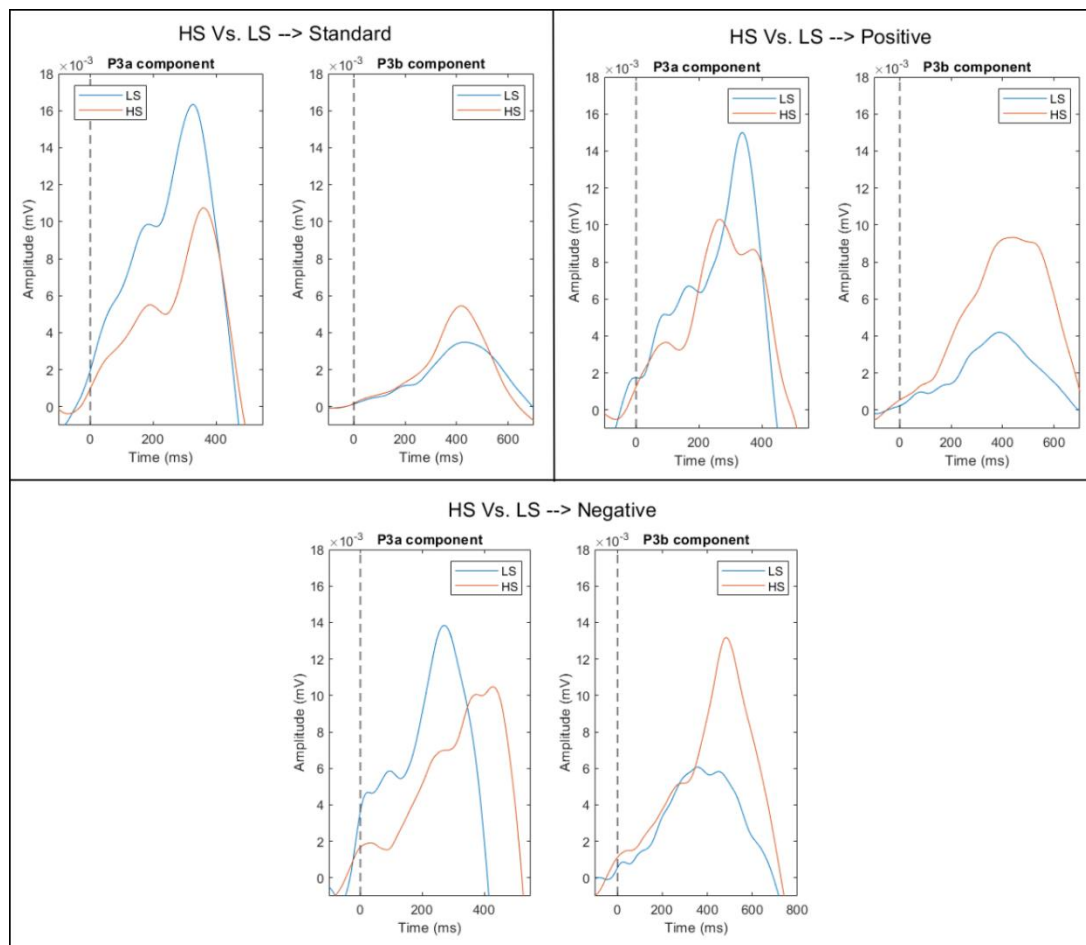 HS Vs. LS --> Standard
P3a component
×10⁻³
18
16
14
12
10
8
6
4
2
0
Amplitude (mV)
LS
HS
0
200
400
Time (ms)
P3b component
×10⁻³
18
16
14
12
10
8
6
4
2
0
Amplitude (mV)
LS
HS
0
200
400
600
Time (ms)
HS Vs. LS --> Positive
P3a component
×10⁻³
18
16
14
12
10
8
6
4
2
0
Amplitude (mV)
LS
HS
0
200
400
Time (ms)
P3b component
×10⁻³
18
16
14
12
10
8
6
4
2
0
Amplitude (mV)
LS
HS
0
200
400
600
Time (ms)
HS Vs. LS --> Negative
P3a component
×10⁻³
18
16
14
12
10
8
6
4
2
0
Amplitude (mV)
LS
HS
0
200
400
Time (ms)
P3b component
×10⁻³
18
16
14
12
10
8
6
4
2
0
Amplitude (mV)
LS
HS
0
200
400
600
800
Time (ms)